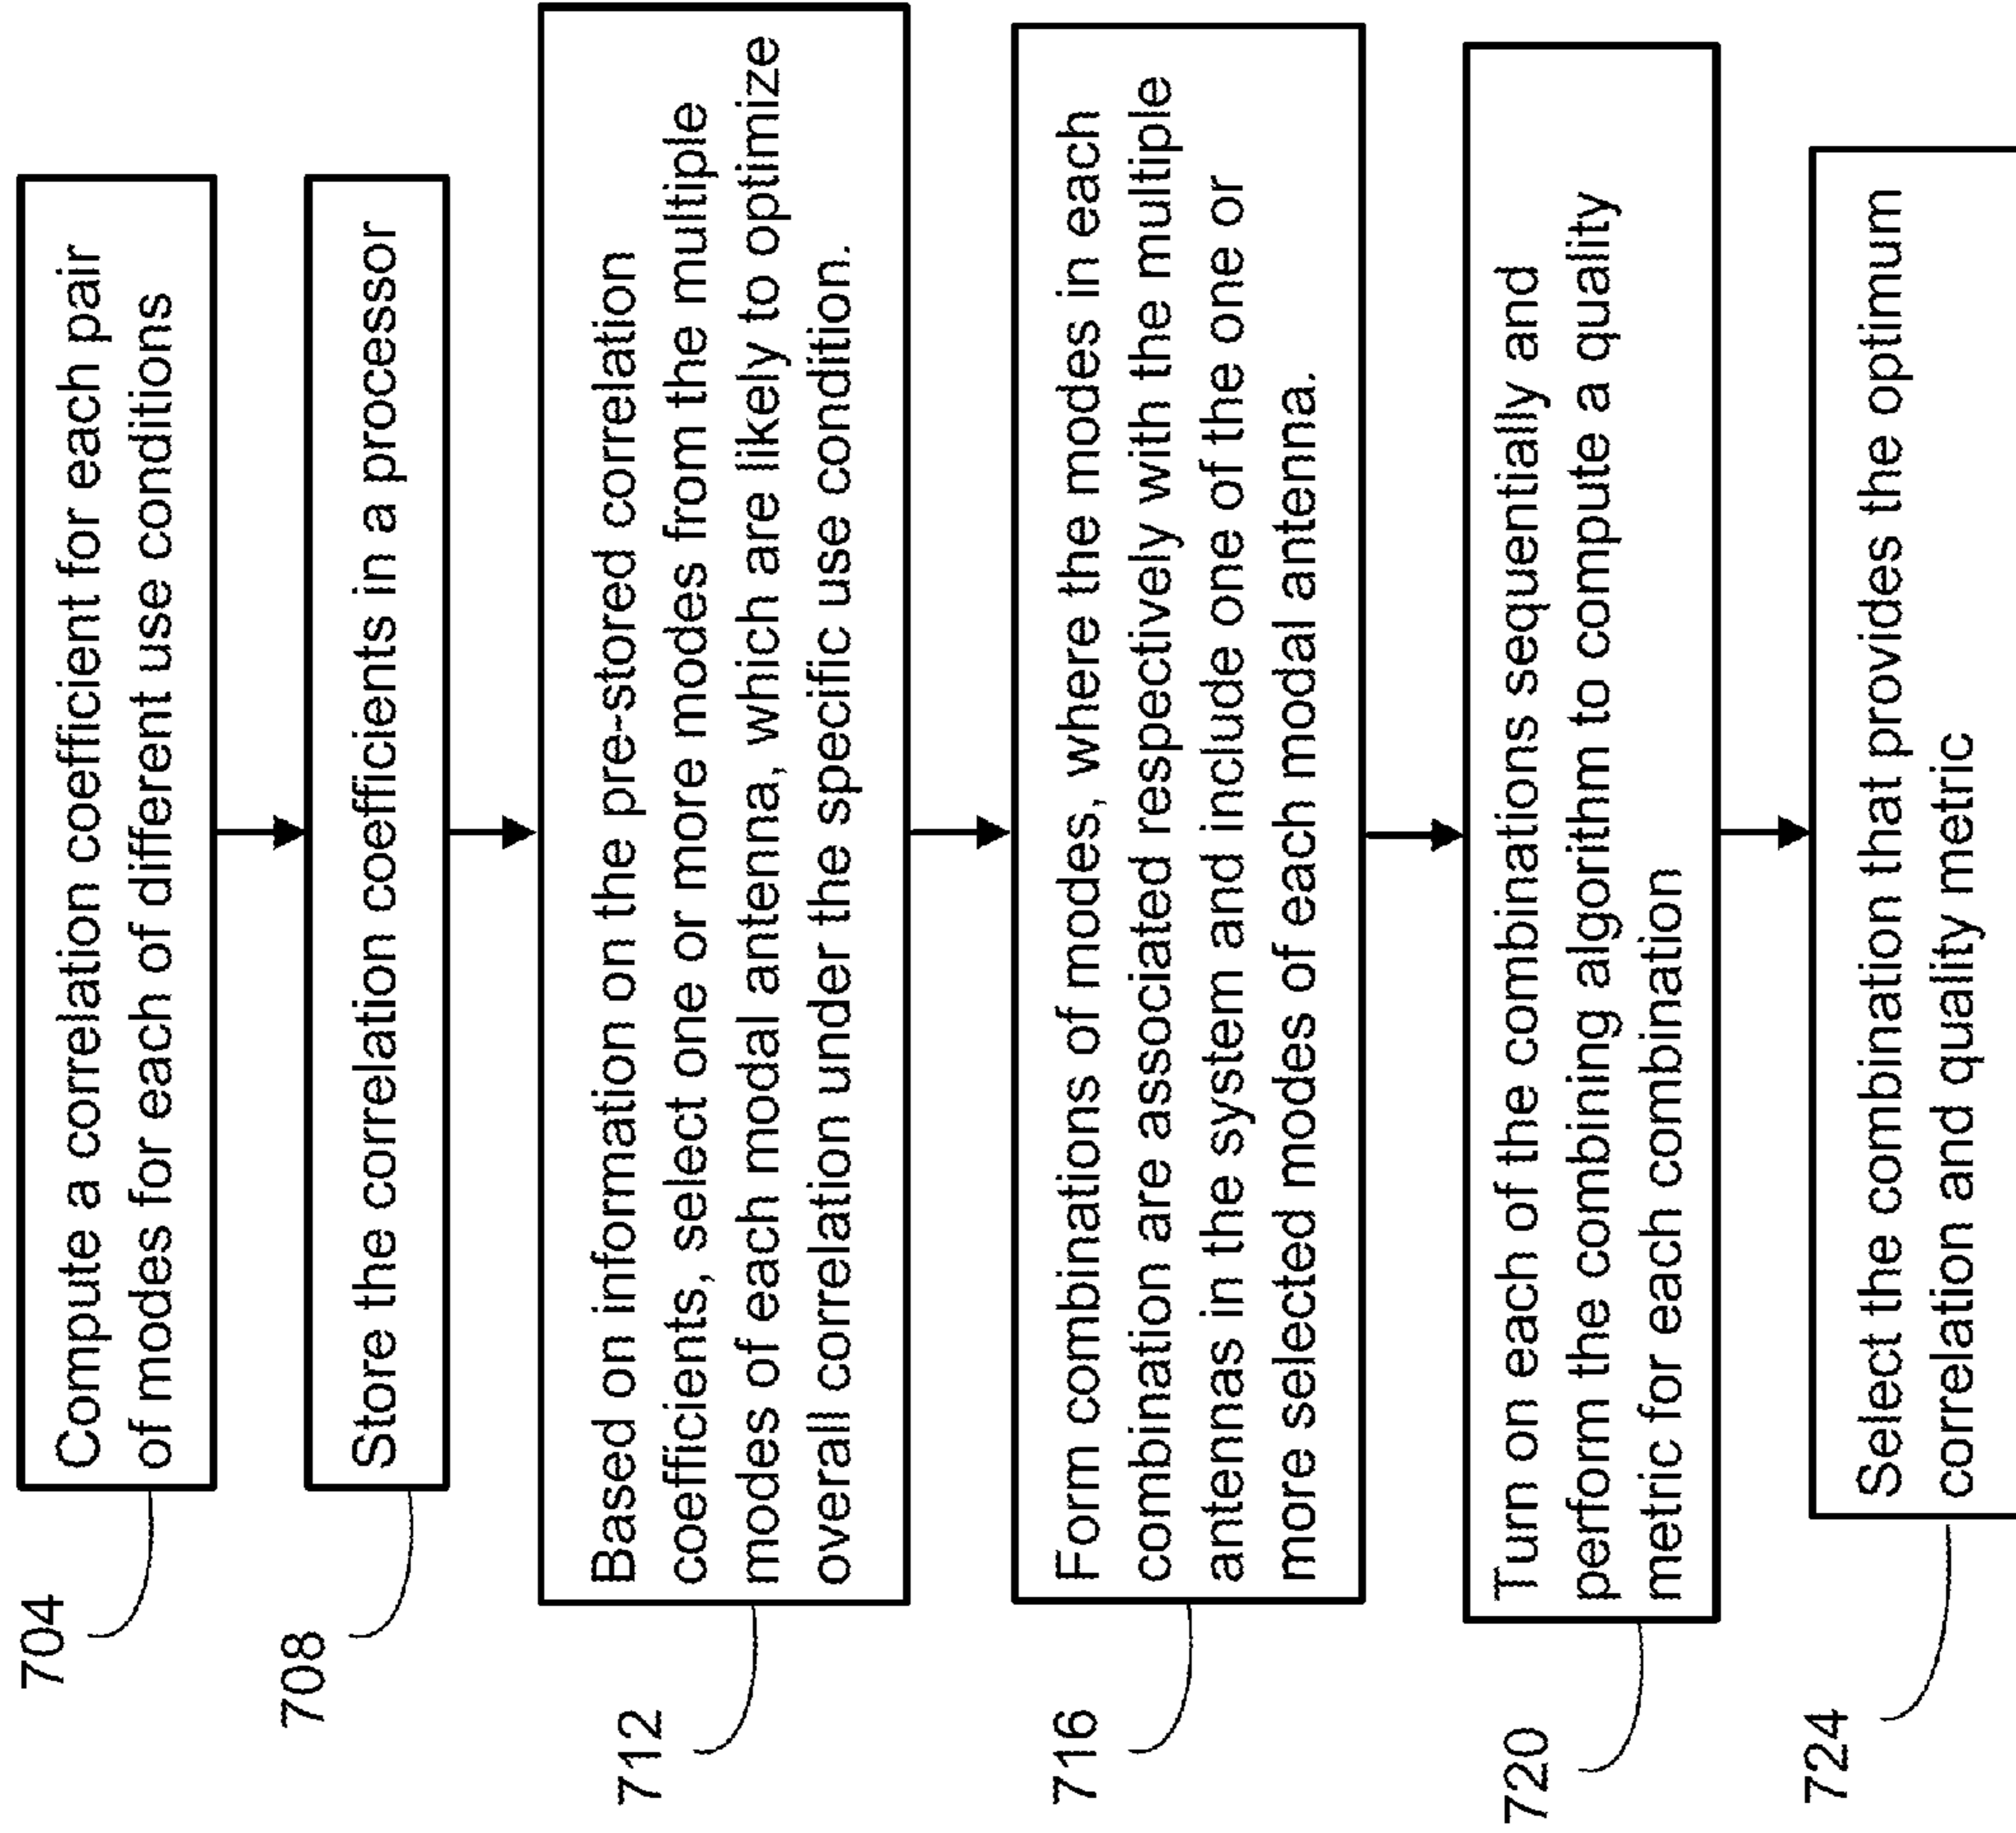 704
Compute a correlation coefficient for each pair
of modes for each of different use conditions
708
Store the correlation coefficients in a processor
712
Based on information on the pre-stored correlation
coefficients, select one or more modes from the multiple
modes of each modal antenna, which are likely to optimize
overall correlation under the specific use condition.
716
Form combinations of modes, where the modes in each
combination are associated respectively with the multiple
antennas in the system and include one of the one or
more selected modes of each modal antenna.
720
Turn on each of the combinations sequentially and
perform the combining algorithm to compute a quality
metric for each combination
724
Select the combination that provides the optimum
correlation and quality metric